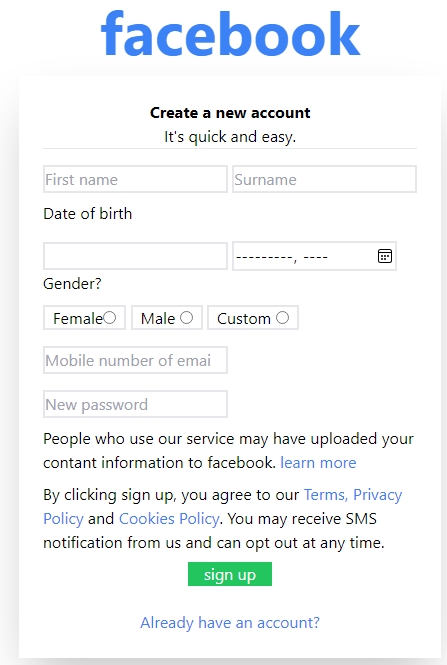 facebook
Create a new account
It's quick and easy.
First name Surname
Date of birth
---------, ----
Gender?
Female Male Custom
Mobile number of emai
New password
People who use our service may have uploaded your
contant information to facebook. learn more
By clicking sign up, you agree to our Terms, Privacy
Policy and Cookies Policy. You may receive SMS
notification from us and can opt out at any time.
sign up
Already have an account?